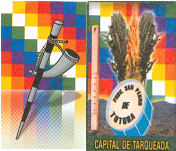 PROV. SAN PEDRO
DE
TOTORA
CAPITAL DE TARQUEADA